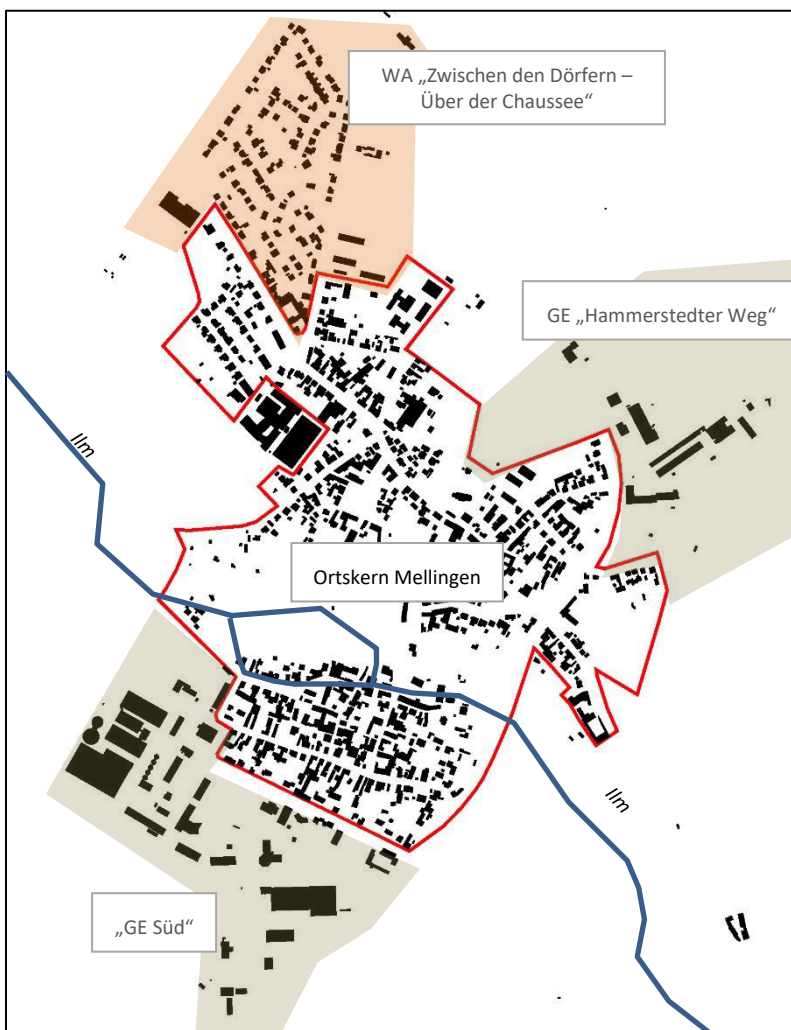 WA „Zwischen den Dörfern –
Über der Chaussee“
GE „Hammerstedter Weg“
Ilm
Ortskern Mellingen
Ilm
„GE Süd“